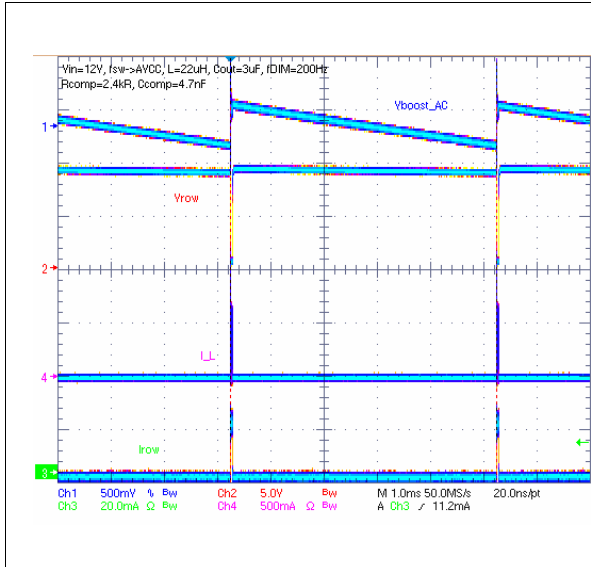 Vin=12V, fsw->AVCC, L=22uH, Cout=3uF, fDIM=200Hz
Rcomp=2,4kR, Ccomp=4.7nF
Vboost_AC
1
Vrow
2
I_L
4
Irow
3
Ch1 500mV ∿ Bw Ch2 5.0V Bw M 1.0ms 50.0MS/s 20.0ns/pt
Ch3 20.0mA Ω Bw Ch4 500mA Ω Bw A Ch3 ∕ 11.2mA